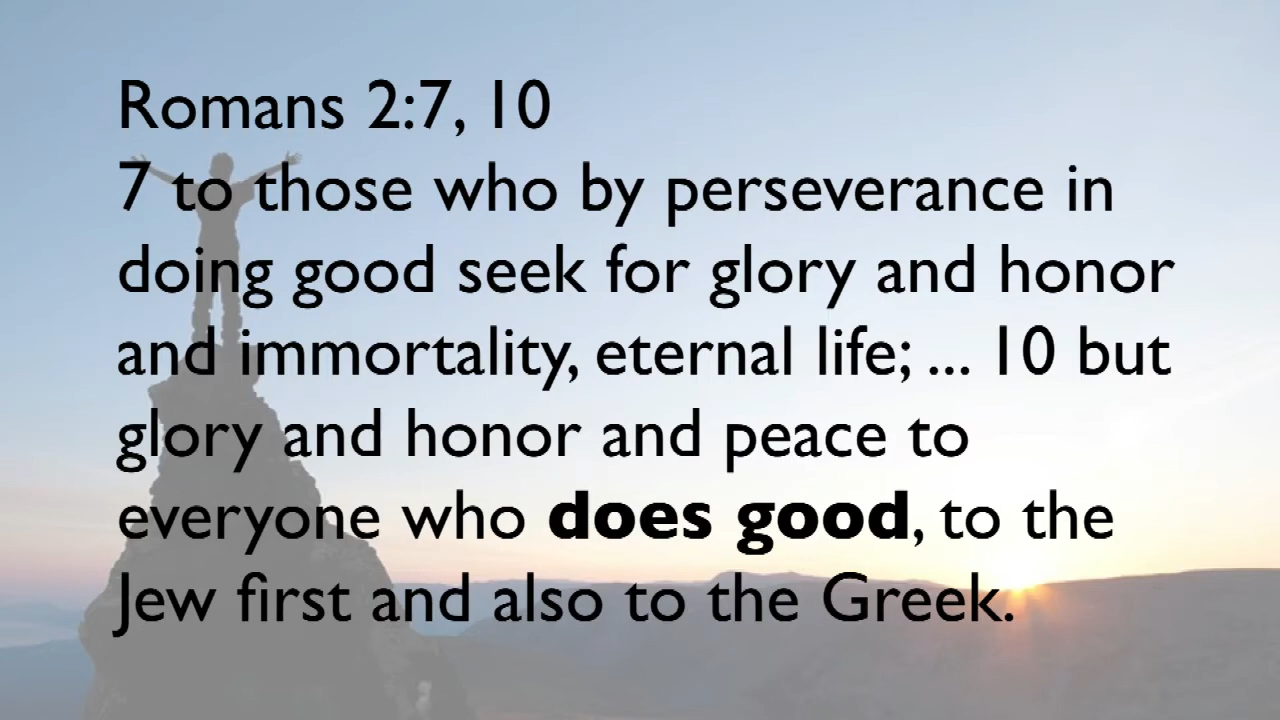 Romans 2:7, 10
7 to those who by perseverance in
doing good seek for glory and honor
and immortality, eternal life; ... 10 but
glory and honor and peace to
everyone who does good, to the
Jew first and also to the Greek.